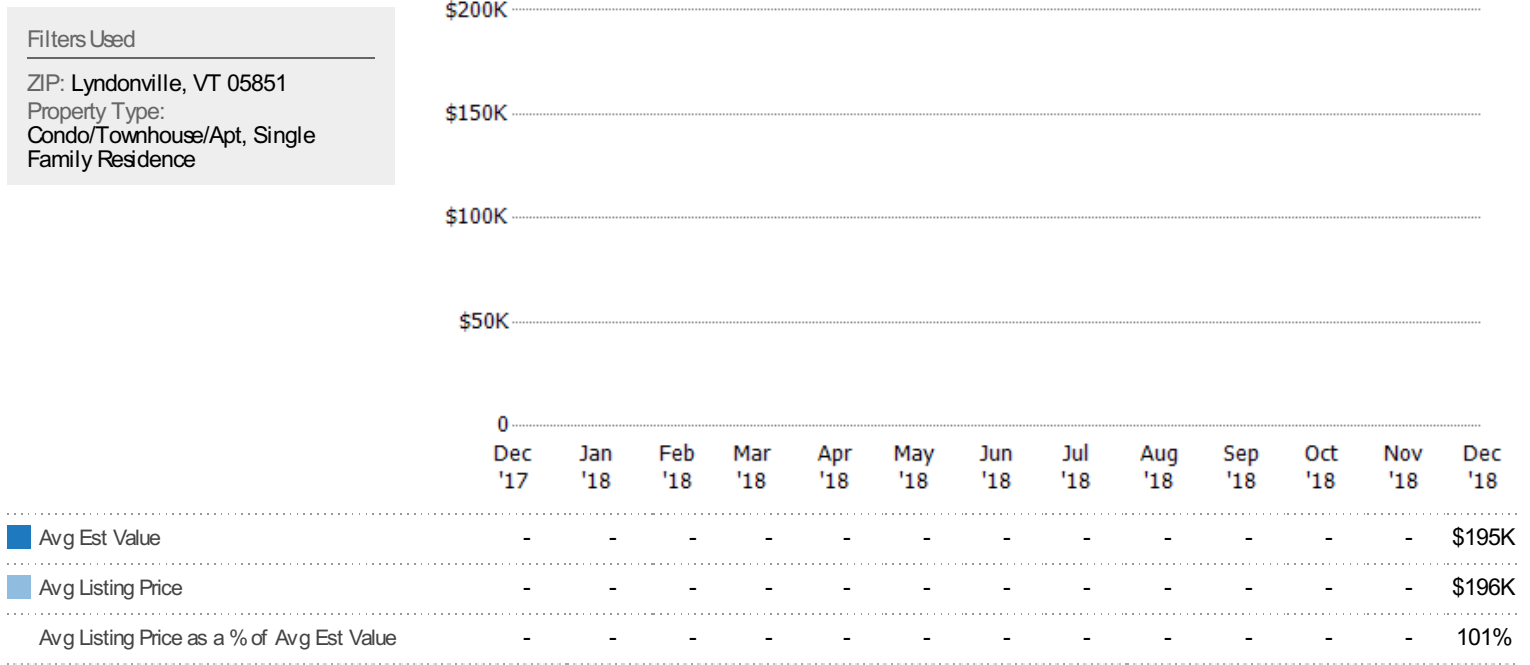 Filters Used
ZIP: Lyndonville, VT 05851
Property Type:
Condo/Townhouse/Apt, Single
Family Residence
$200K
$150K
$100K
$50K
0
Dec Jan Feb Mar Apr May Jun Jul Aug Sep Oct Nov Dec
'17 '18 '18 '18 '18 '18 '18 '18 '18 '18 '18 '18 '18
Avg Est Value - - - - - - - - - - - - $195K
Avg Listing Price - - - - - - - - - - - - $196K
Avg Listing Price as a % of Avg Est Value - - - - - - - - - - - - 101%